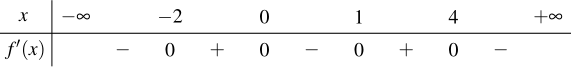 x −∞ −2 0 1 4 +∞
f′(x) − 0 + 0 − 0 + 0 −